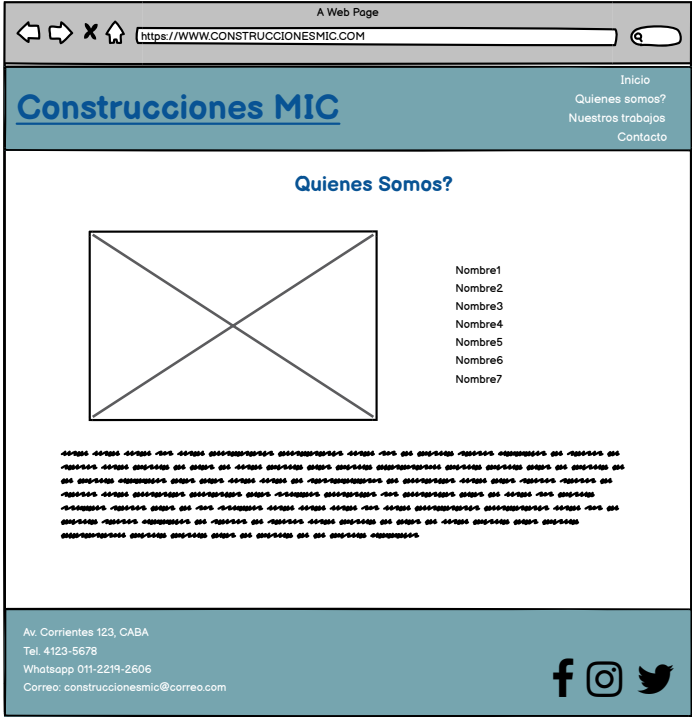 A Web Page
https://WWW.CONSTRUCCIONESMIC.COM
Construcciones MIC
Inicio
Quienes somos?
Nuestros trabajos
Contacto
Quienes Somos?
Nombre1
Nombre2
Nombre3
Nombre4
Nombre5
Nombre6
Nombre7
Av. Corrientes 123, CABA
Tel. 4123-5678
Whatsapp 011-2219-2606
Correo: construccionesmic@correo.com